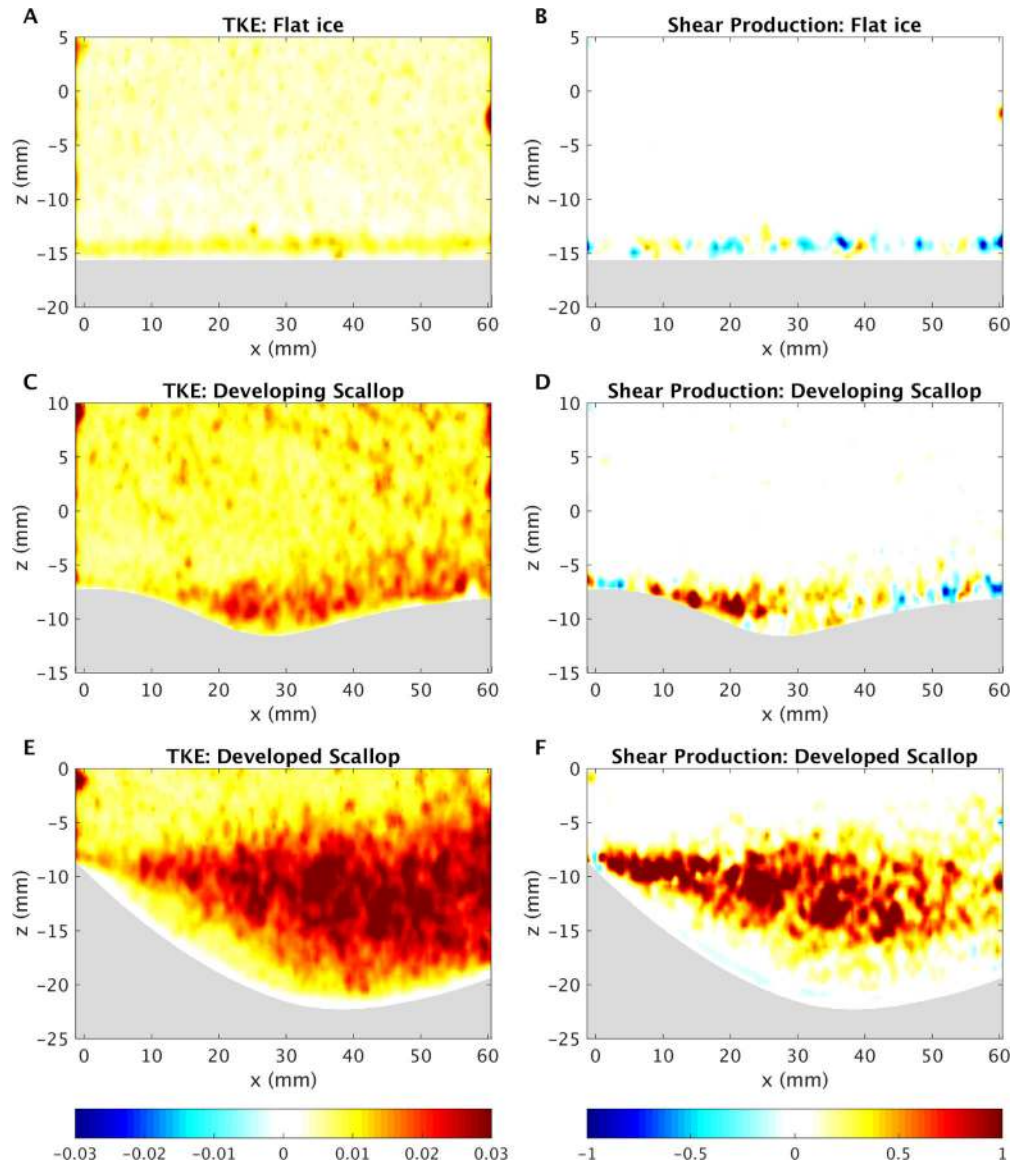 A
TKE: Flat ice
5
0
−5
−10
−15
−20
z (mm)
0 10 20 30 40 50 60
x (mm)
B
Shear Production: Flat ice
5
0
−5
−10
−15
−20
z (mm)
0 10 20 30 40 50 60
x (mm)
C
TKE: Developing Scallop
10
5
0
−5
−10
−15
z (mm)
0 10 20 30 40 50 60
x (mm)
D
Shear Production: Developing Scallop
10
5
0
−5
−10
−15
z (mm)
0 10 20 30 40 50 60
x (mm)
E
TKE: Developed Scallop
0
−5
−10
−15
−20
−25
z (mm)
0 10 20 30 40 50 60
x (mm)
F
Shear Production: Developed Scallop
0
−5
−10
−15
−20
−25
z (mm)
0 10 20 30 40 50 60
x (mm)
−0.03 −0.02 −0.01 0 0.01 0.02 0.03
−1 −0.5 0 0.5 1